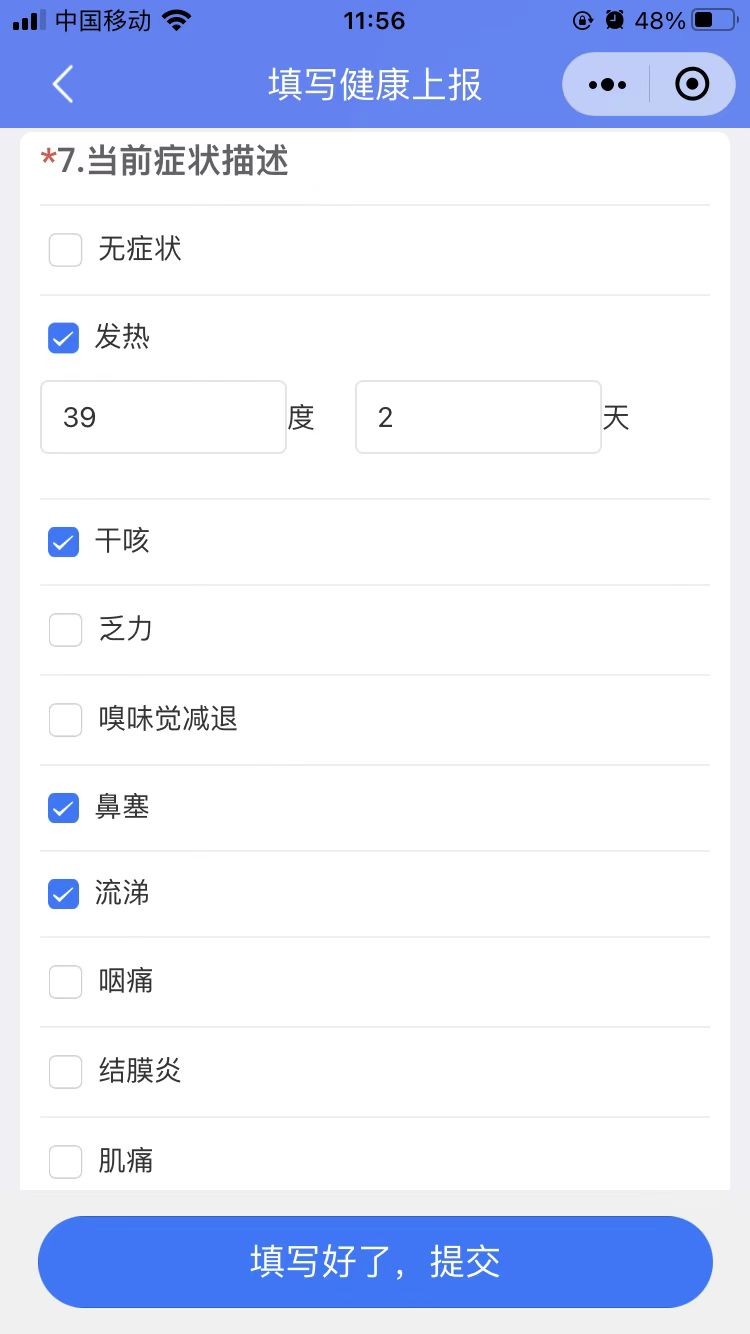 中国移动 11:56 48%
填写健康上报
*7.当前症状描述
无症状
发热
39 度 2 天
干咳
乏力
嗅味觉减退
鼻塞
流涕
咽痛
结膜炎
肌痛
填写好了，提交